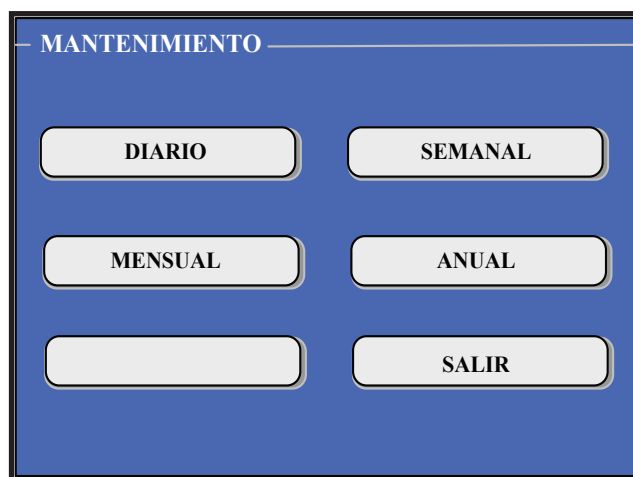 MANTENIMIENTO
DIARIO
SEMANAL
MENSUAL
ANUAL
SALIR